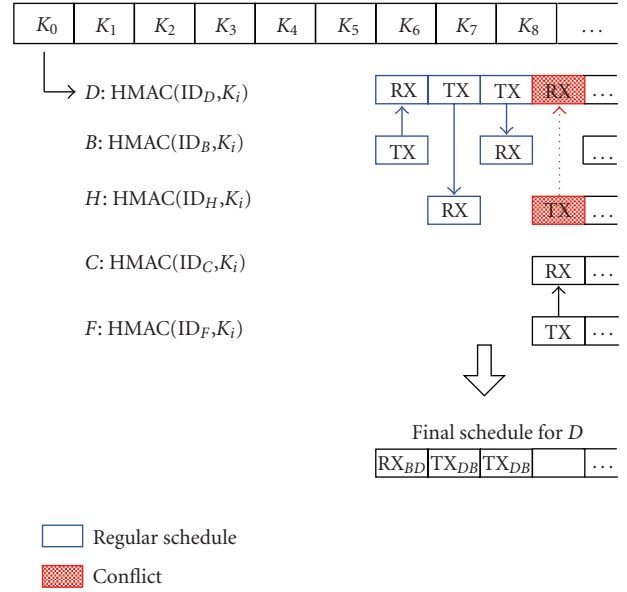 K0 K1 K2 K3 K4 K5 K6 K7 K8 ...
D: HMAC(IDD,Ki) RX TX TX RX ...
B: HMAC(IDB,Ki) TX RX ...
H: HMAC(IDH,Ki) RX TX ...
C: HMAC(IDC,Ki) RX ...
F: HMAC(IDF,Ki) TX ...
Final schedule for D
RXBD TXDB TXDB ...
Regular schedule
Conflict